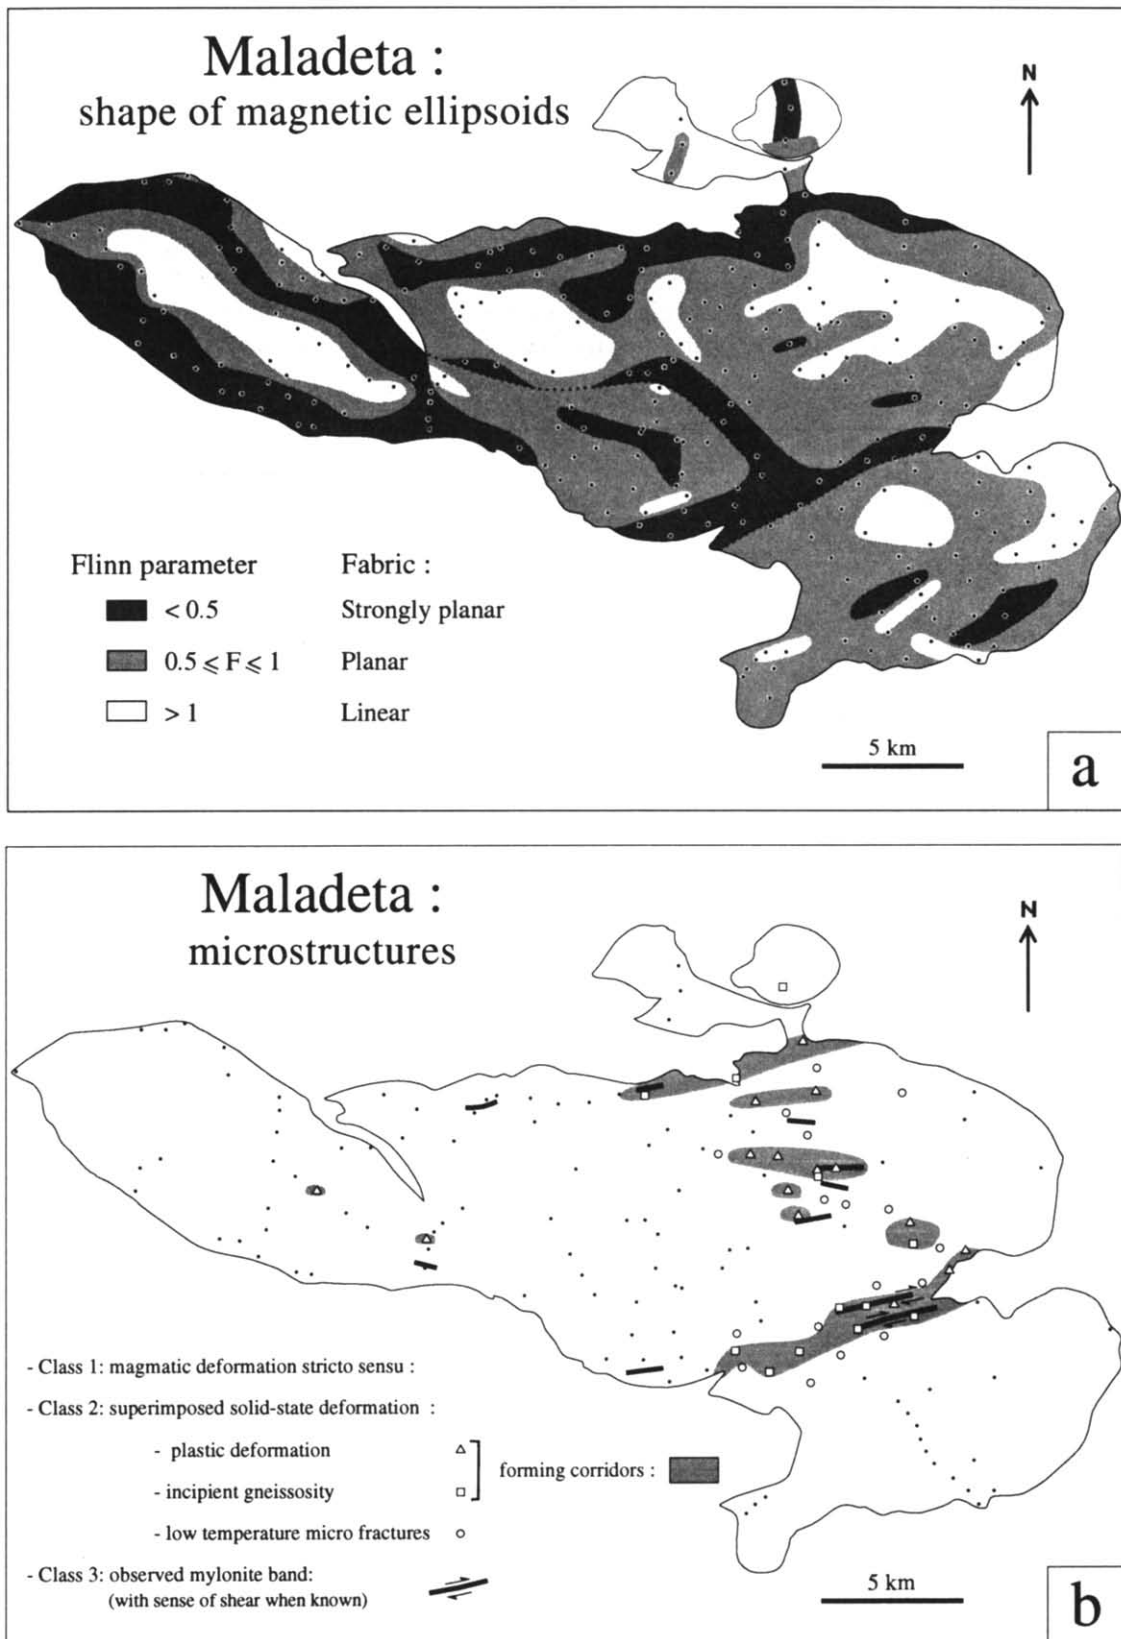 Maladeta :
shape of magnetic ellipsoids
N
Flinn parameter Fabric :
< 0.5 Strongly planar
0.5 ⩽ F ⩽ 1 Planar
> 1 Linear
5 km
a
Maladeta :
microstructures
N
- Class 1: magmatic deformation stricto sensu :
- Class 2: superimposed solid-state deformation :
- plastic deformation
forming corridors :
- incipient gneissosity
- low temperature micro fractures
- Class 3: observed mylonite band:
(with sense of shear when known)
5 km
b